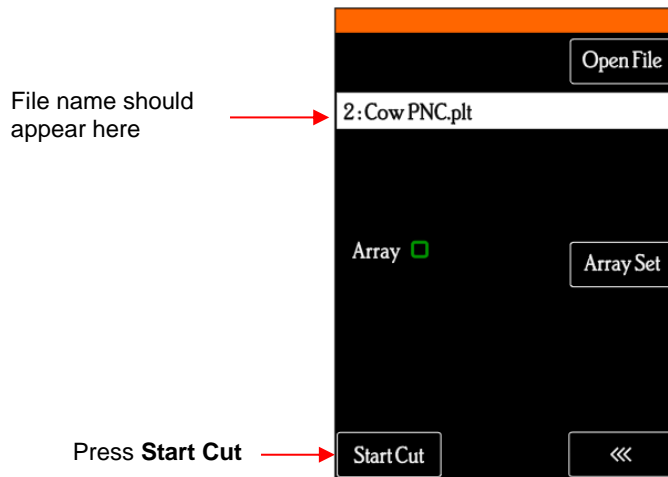 Open File
File name should
appear here
2:Cow PNC.plt
Array
Array Set
Press Start Cut
Start Cut
<<<